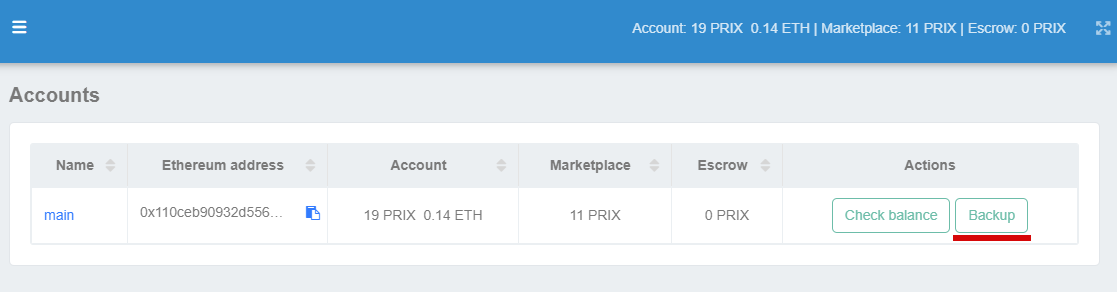 Account: 19 PRIX 0.14 ETH | Marketplace: 11 PRIX | Escrow: 0 PRIX
Accounts
Name Ethereum address Account Marketplace Escrow Actions
main 0x110ceb90932d556... 19 PRIX 0.14 ETH 11 PRIX 0 PRIX Check balance Backup